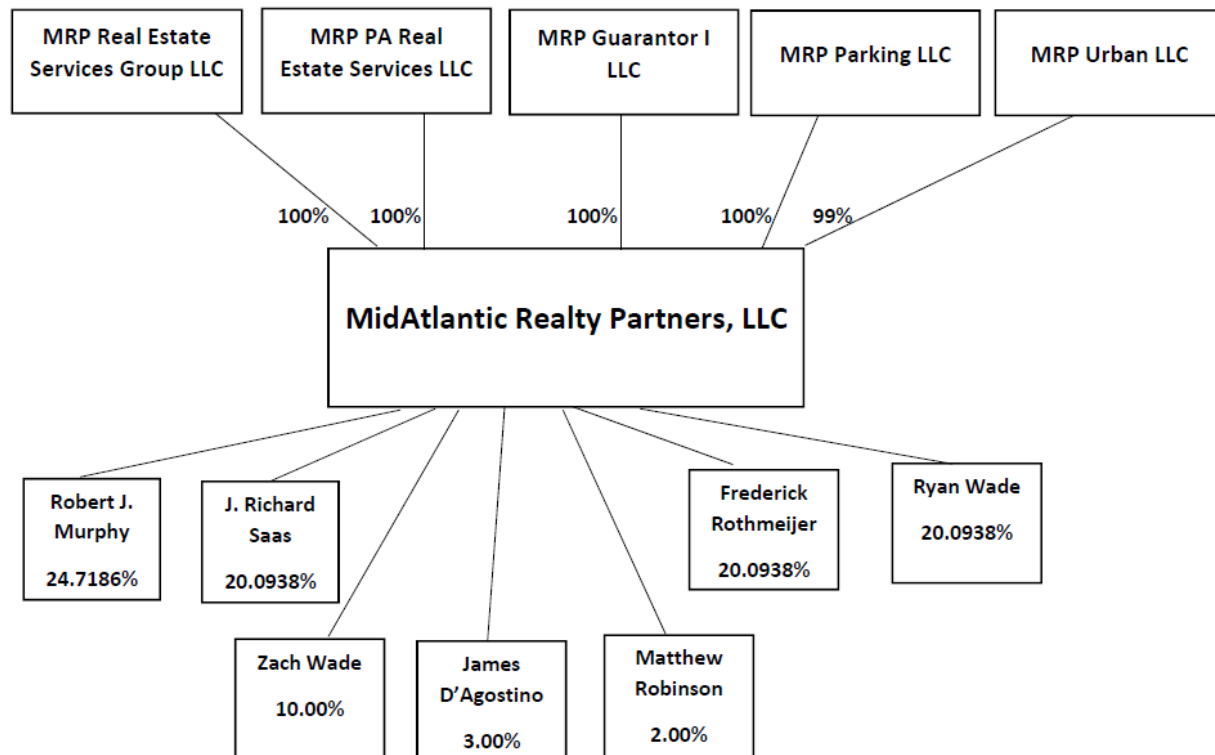 MRP Real Estate
Services Group LLC
MRP PA Real
Estate Services LLC
MRP Guarantor I
LLC
MRP Parking LLC
MRP Urban LLC
100%
100%
100%
100%
99%
MidAtlantic Realty Partners, LLC
Robert J.
Murphy
24.7186%
J. Richard
Saas
20.0938%
Frederick
Rothmeijer
20.0938%
Ryan Wade
20.0938%
Zach Wade
10.00%
James
D’Agostino
3.00%
Matthew
Robinson
2.00%